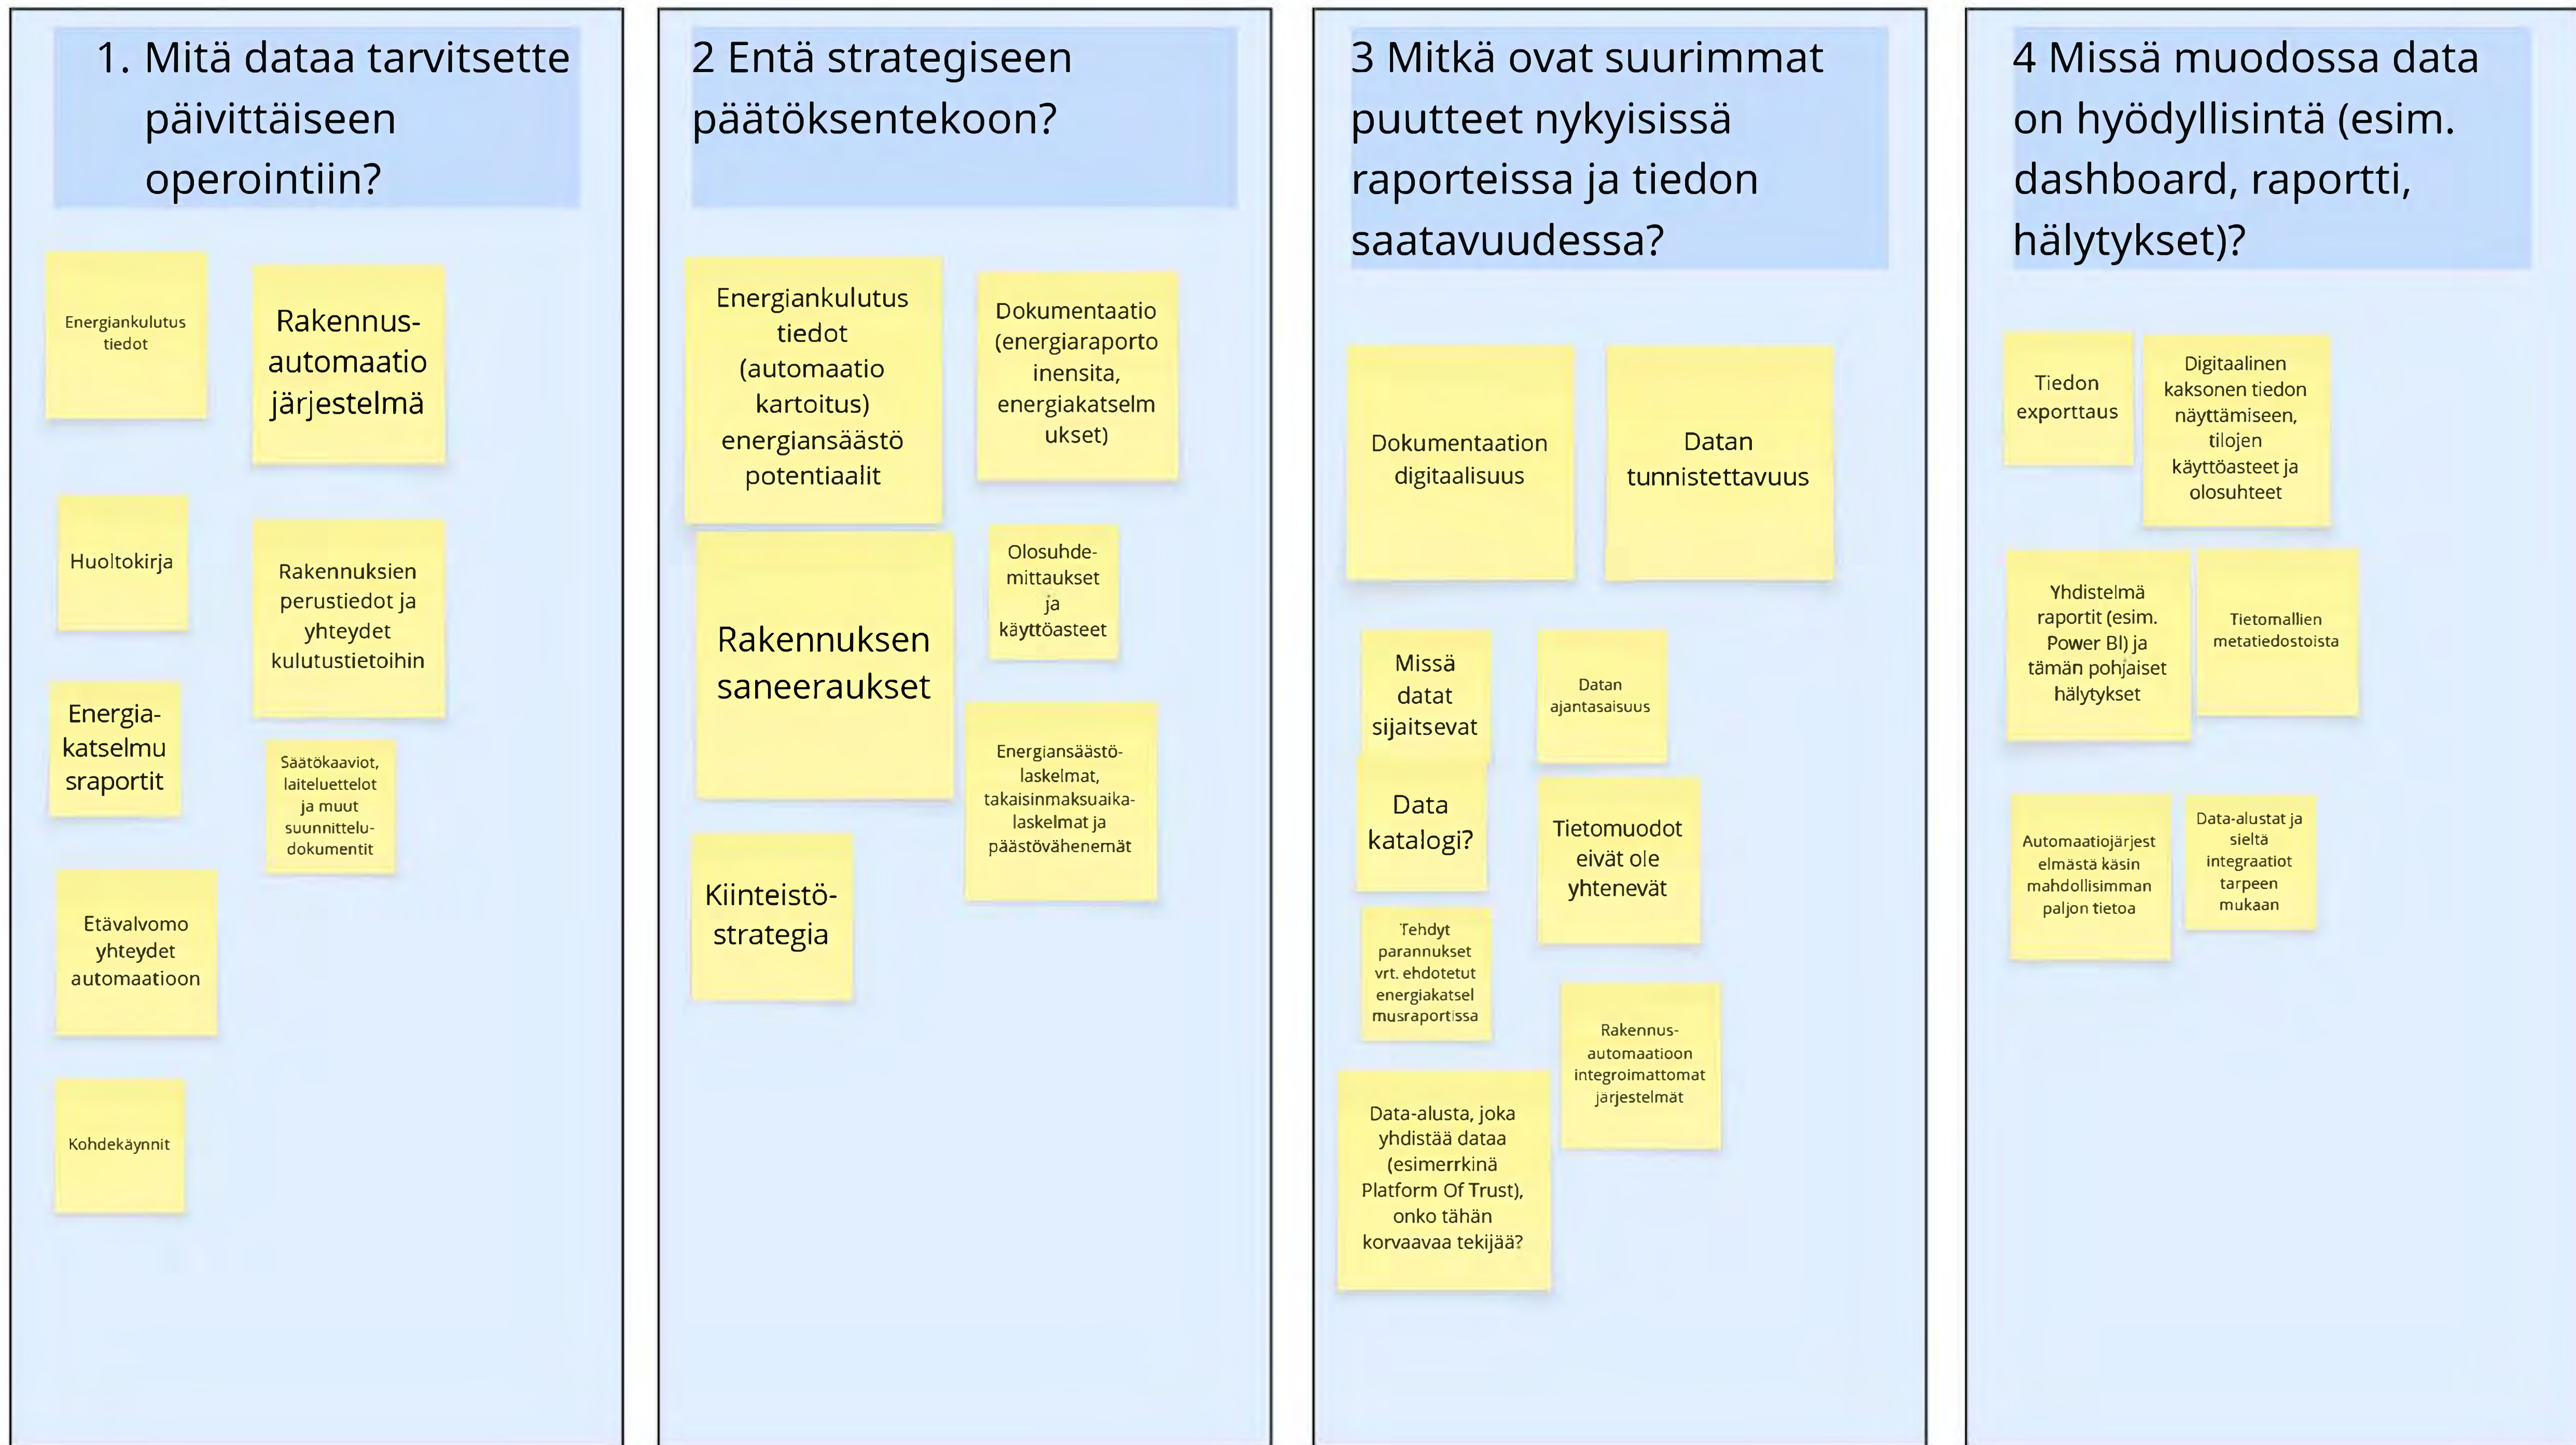 1. Mitä dataa tarvitsette
päivittäiseen
operointiin?
Energiankulutus
tiedot
Rakennus-
automaatio
järjestelmä
Huoltokirja
Rakennuksien
perustiedot ja
yhteydet
kulutustietoihin
Energia-
katselmu
sraportit
Säätökaaviot,
laiteluettelot
ja muut
suunnittelu-
dokumentit
Etävalvomo
yhteydet
automaatioon
Kohdekäynnit
2 Entä strategiseen
päätöksentekoon?
Energiankulutus
tiedot
(automaatio
kartoitus)
energiansäästö
potentiaalit
Dokumentaatio
(energiaraporto
inensita,
energiakatselm
ukset)
Rakennuksen
saneeraukset
Olosuhde-
mittaukset
ja
käyttöasteet
Energiansäästö-
laskelmat,
takaisinmaksuaika-
laskelmat ja
päästövähenemät
Kiinteistö-
strategia
3 Mitkä ovat suurimmat
puutteet nykyisissä
raporteissa ja tiedon
saatavuudessa?
Dokumentaation
digitaalisuus
Datan
tunnistettavuus
Missä
datat
sijaitsevat
Datan
ajantasaisuus
Data
katalogi?
Tietomuodot
eivät ole
yhtenevät
Tehdyt
parannukset
vrt. ehdotetut
energiakatsel
musraportissa
Rakennus-
automaatioon
integroimattomat
järjestelmät
Data-alusta, joka
yhdistää dataa
(esimerkinä
Platform Of Trust),
onko tähän
korvaavaa tekijää?
4 Missä muodossa data
on hyödyllisintä (esim.
dashboard, raportti,
hälytykset)?
Tiedon
exporttaus
Digitaalinen
kaksonen tiedon
näyttämiseen,
tilojen
käyttöasteet ja
olosuhteet
Yhdistelmä
raportit (esim.
Power BI) ja
tämän pohjaiset
hälytykset
Tietomallien
metatiedostoista
Automaatiojärjest
elmästä käsin
mahdollisimman
paljon tietoa
Data-alustat ja
sieltä
integraatiot
tarpeen
mukaan